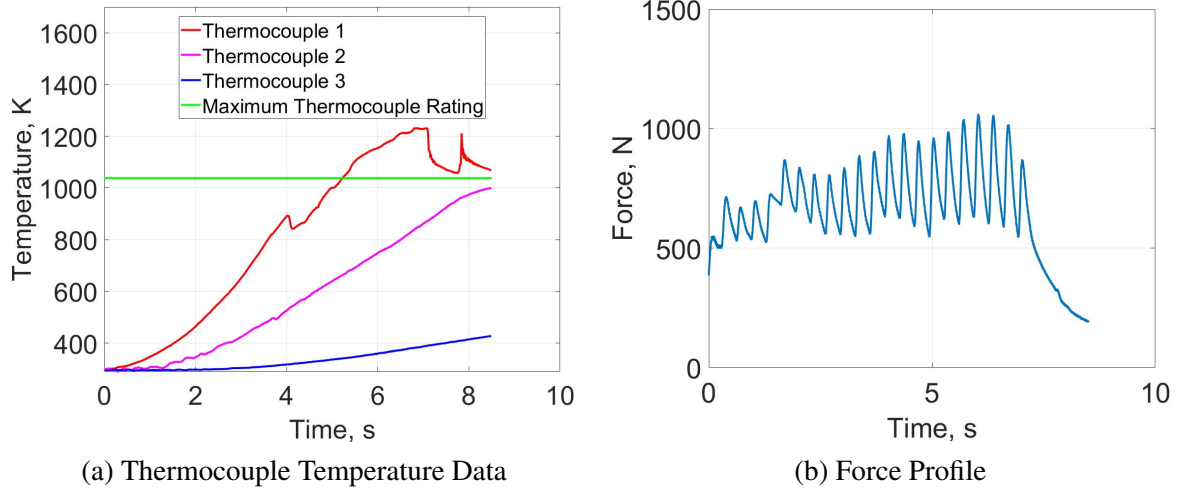 1600
1400
1200
1000
800
600
400
0
2
4
6
8
10
Temperature, K
Time, s
Thermocouple 1
Thermocouple 2
Thermocouple 3
Maximum Thermocouple Rating
(a) Thermocouple Temperature Data
1500
1000
500
0
0
5
10
Force, N
Time, s
(b) Force Profile